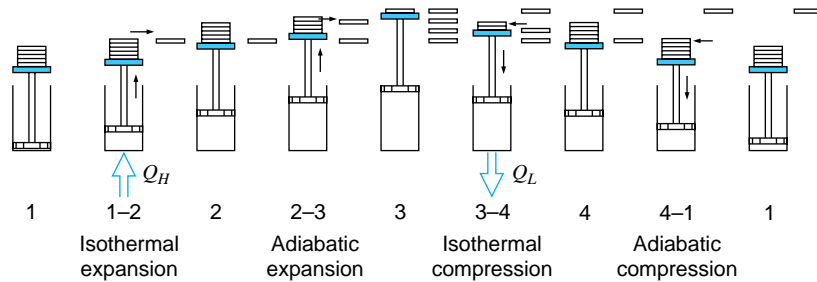 Q_H
Q_L
1
1–2
2
2–3
3
3–4
4
4–1
1
Isothermal
expansion
Adiabatic
expansion
Isothermal
compression
Adiabatic
compression